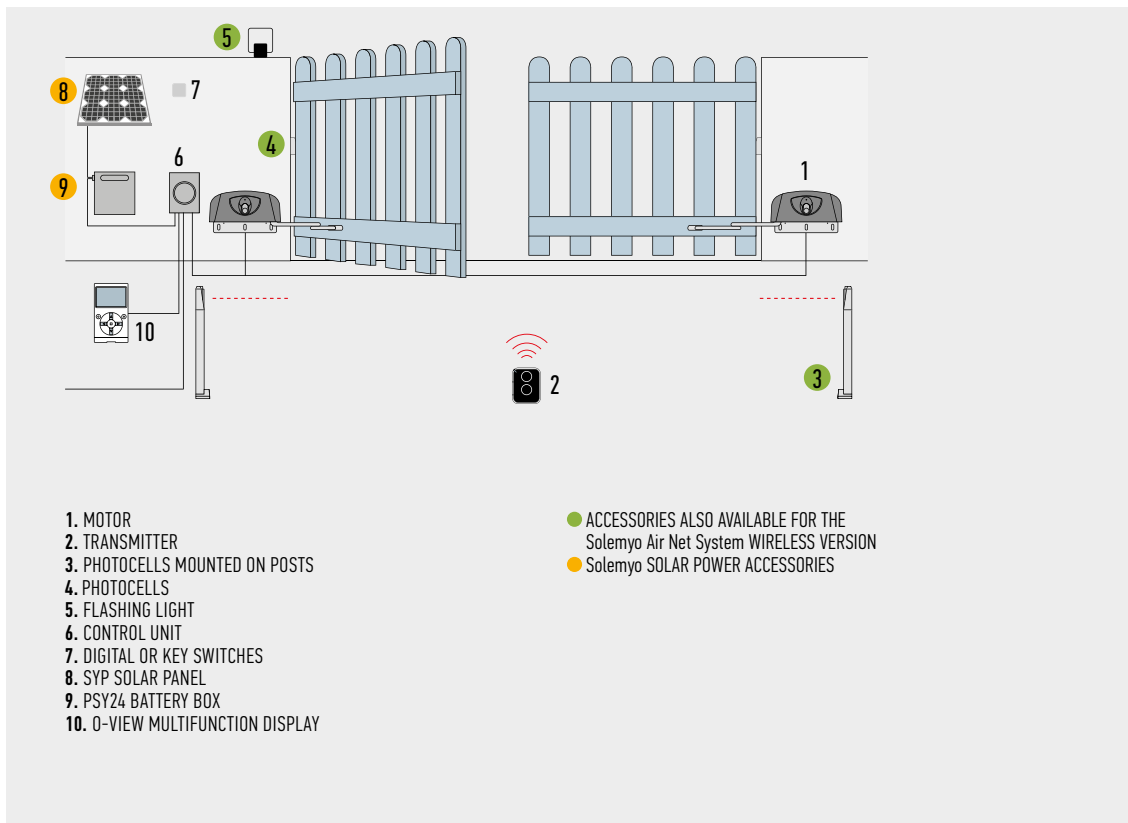 5
8
7
4
6
9
1
10
2
3
1. MOTOR
2. TRANSMITTER
3. PHOTOCELLS MOUNTED ON POSTS
4. PHOTOCELLS
5. FLASHING LIGHT
6. CONTROL UNIT
7. DIGITAL OR KEY SWITCHES
8. SYP SOLAR PANEL
9. PSY24 BATTERY BOX
10. O-VIEW MULTIFUNCTION DISPLAY
ACCESSORIES ALSO AVAILABLE FOR THE
Solemyo Air Net System WIRELESS VERSION
Solemyo SOLAR POWER ACCESSORIES